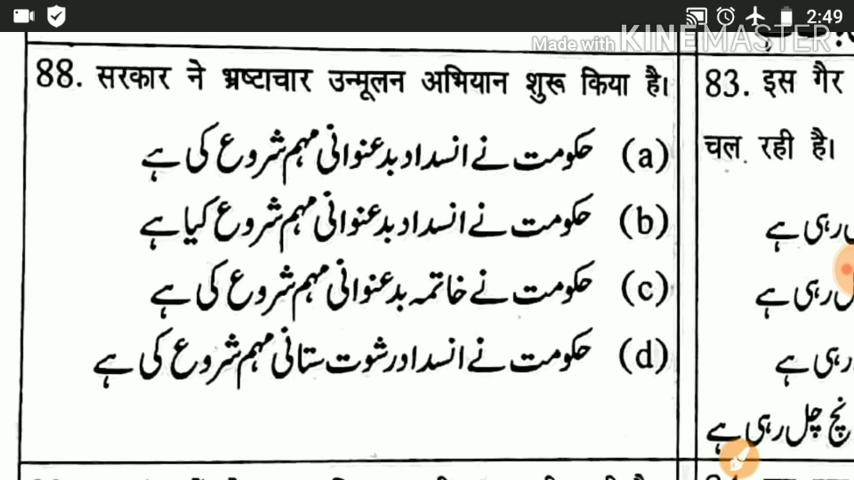 2:49
Made with KINEMASTER
88. सरकार ने भ्रष्टाचार उन्मूलन अभियान शुरू किया है।
(a) حکومت نے انسداد بدعنوانی مہم شروع کی ہے
(b) حکومت نے انسداد بدعنوانی مہم شروع کیا ہے
(c) حکومت نے خاتمہ بدعنوانی مہم شروع کی ہے
(d) حکومت نے انسداد رشوت ستانی مہم شروع کی ہے
83. इस गैर
चल रही है।
رہی ہے
رہی ہے
رہی ہے
چل رہی ہے